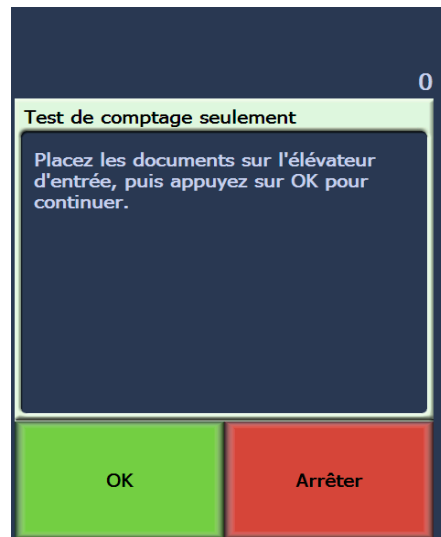 0
Test de comptage seulement
Placez les documents sur l'élévateur
d'entrée, puis appuyez sur OK pour
continuer.
OK
Arrêter